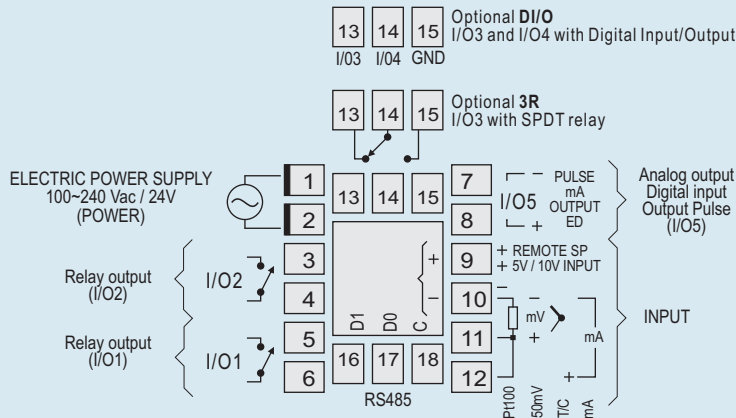 13 14 15
Optional DI/O
I/O3 and I/O4 with Digital Input/Output
I/03 I/04 GND
13 14 15
Optional 3R
I/O3 with SPDT relay
ELECTRIC POWER SUPPLY
100~240 Vac / 24V
(POWER)
1
2
Relay output
(I/O2)
I/O2
3
4
Relay output
(I/O1)
I/O1
5
6
13 14 15
+
−
D1 D0 C
16 17 18
RS485
7
8
I/O5
−
+
PULSE
mA
OUTPUT
ED
Analog output
Digital input
Output Pulse
(I/O5)
9
10
11
12
+ REMOTE SP
+ 5V / 10V INPUT
−
−
mV
+
mA
+
Pt100
50mV
T/C
mA
INPUT